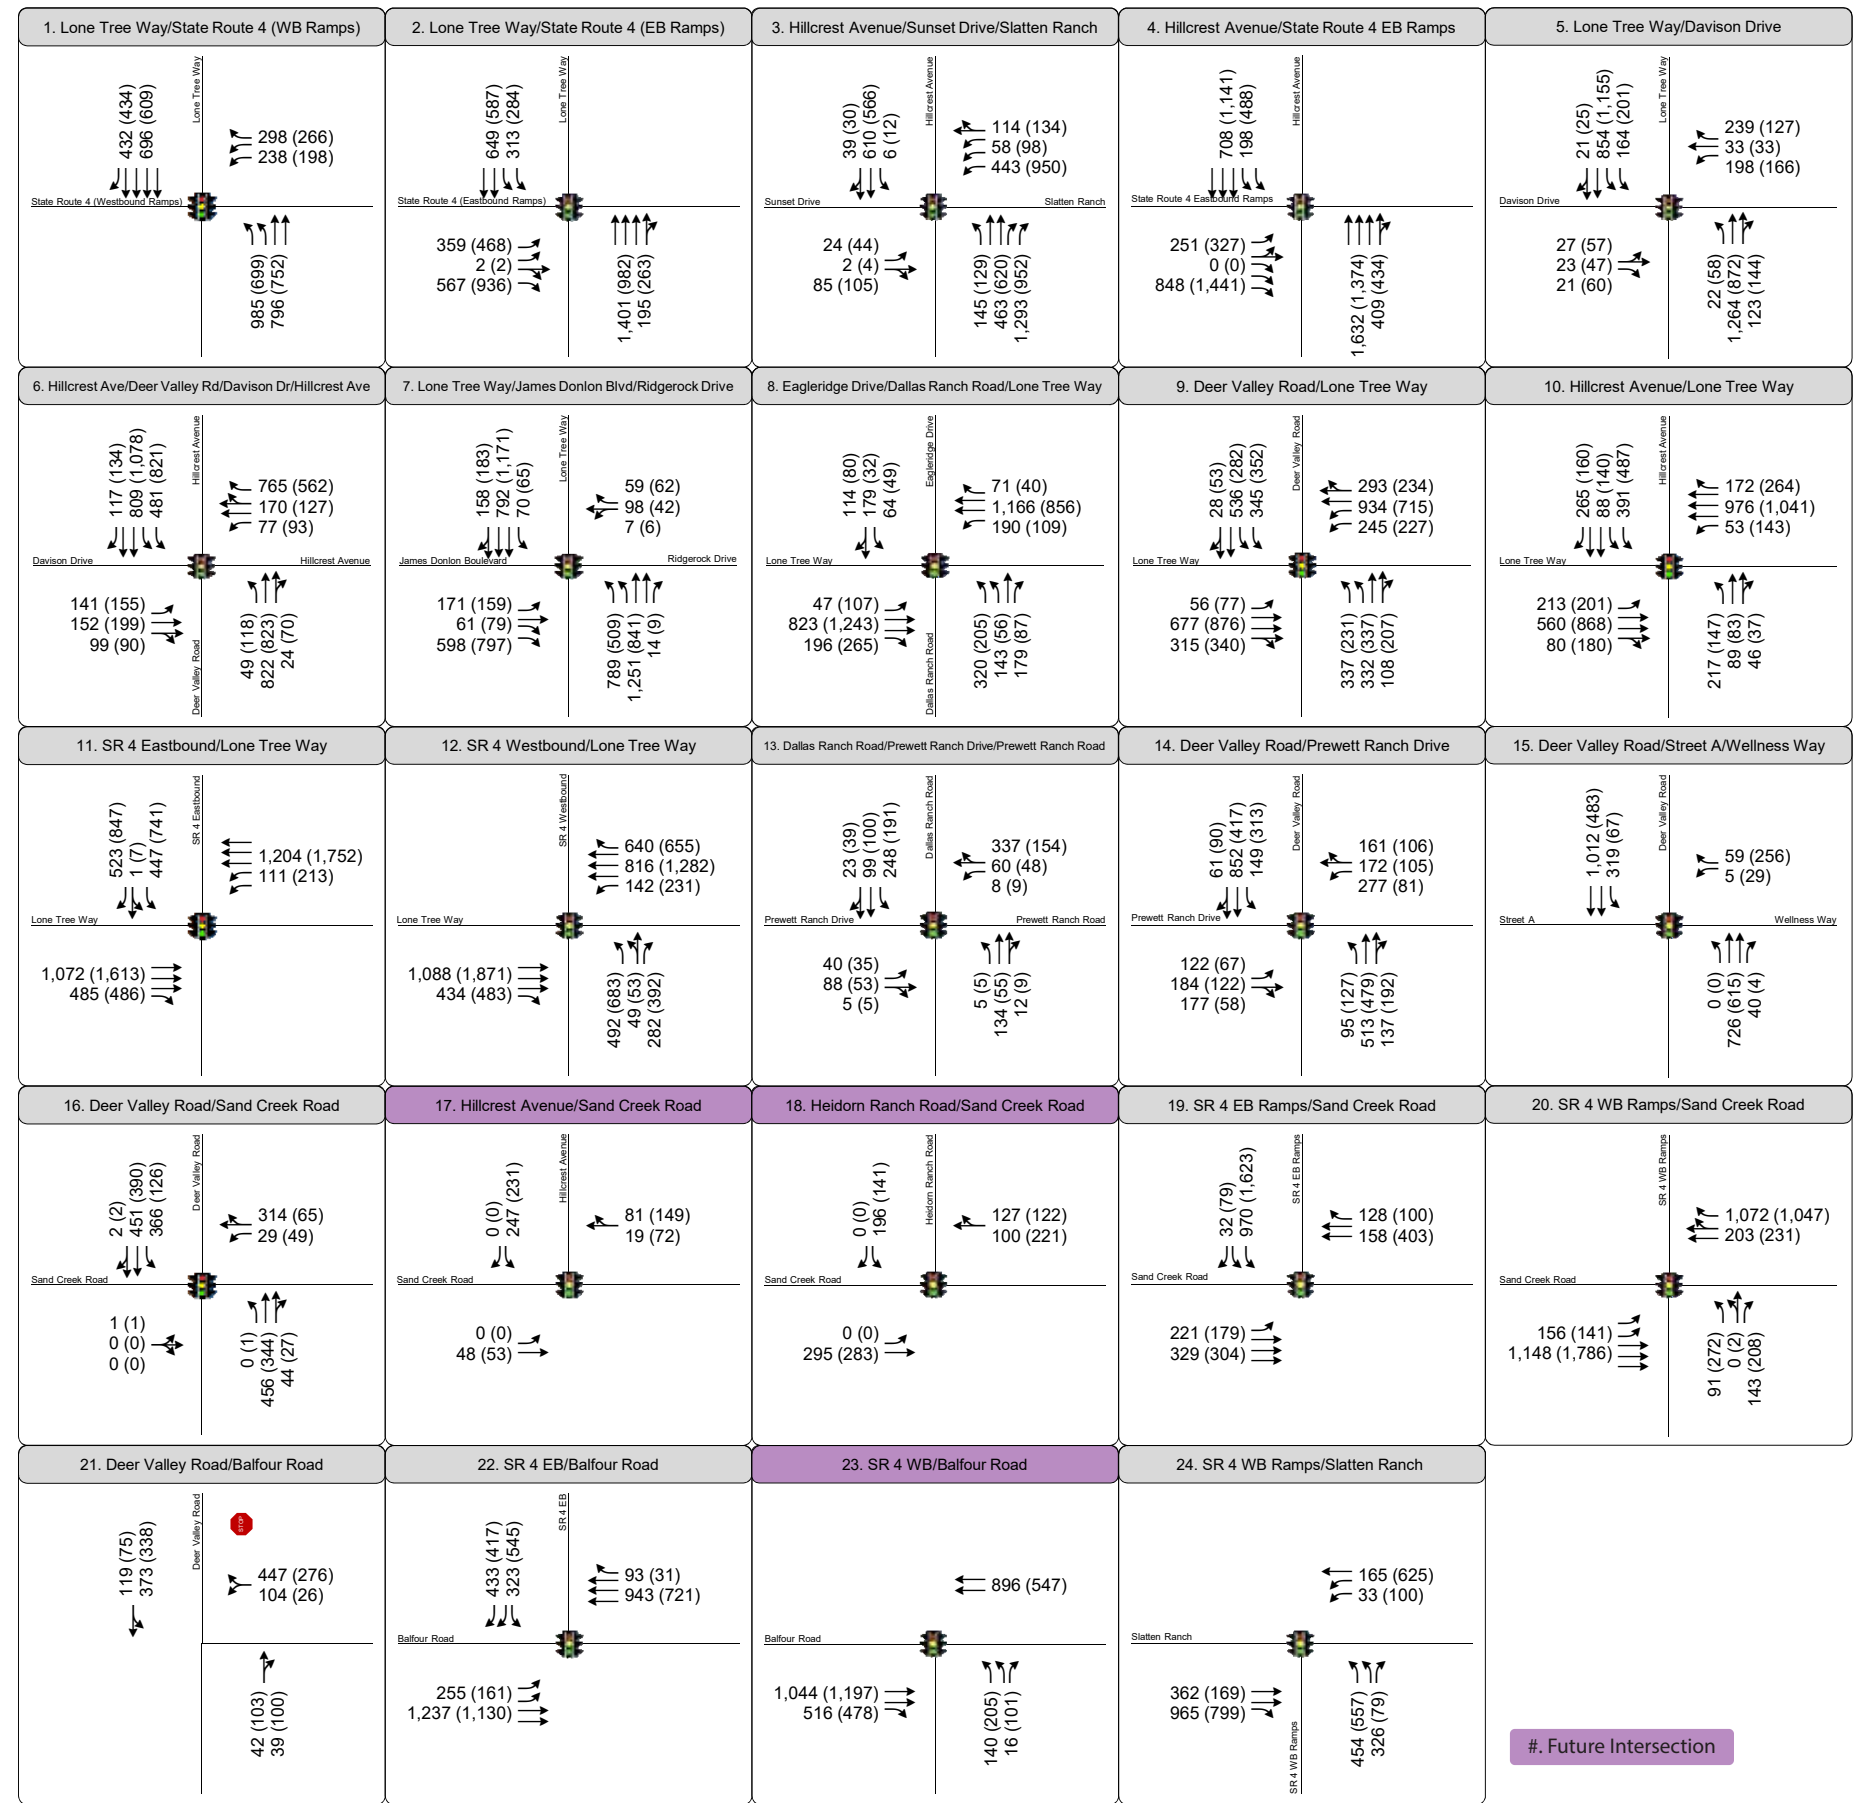 1. Lone Tree Way/State Route 4 (WB Ramps)
432 (434)
696 (609)
Lone Tree Way
298 (266)
238 (198)
State Route 4 (Westbound Ramps)
985 (699)
796 (752)
2. Lone Tree Way/State Route 4 (EB Ramps)
649 (587)
313 (284)
Lone Tree Way
State Route 4 (Eastbound Ramps)
359 (468)
2 (2)
567 (936)
1,401 (982)
195 (263)
3. Hillcrest Avenue/Sunset Drive/Slatten Ranch
39 (30)
610 (566)
6 (12)
Hillcrest Avenue
114 (134)
58 (98)
443 (950)
Sunset Drive
Slatten Ranch
24 (44)
2 (4)
85 (105)
145 (129)
463 (620)
1,293 (952)
4. Hillcrest Avenue/State Route 4 EB Ramps
708 (1,141)
198 (488)
Hillcrest Avenue
State Route 4 Eastbound Ramps
251 (327)
0 (0)
848 (1,441)
1,632 (1,374)
409 (434)
5. Lone Tree Way/Davison Drive
21 (25)
854 (1,155)
164 (201)
Lone Tree Way
239 (127)
33 (33)
198 (166)
Davison Drive
27 (57)
23 (47)
21 (60)
22 (58)
1,264 (872)
123 (144)
6. Hillcrest Ave/Deer Valley Rd/Davison Dr/Hillcrest Ave
117 (134)
809 (1,078)
481 (821)
Hillcrest Avenue
765 (562)
170 (127)
77 (93)
Davison Drive
Hillcrest Avenue
141 (155)
152 (199)
99 (90)
Deer Valley Road
49 (118)
822 (823)
24 (70)
7. Lone Tree Way/James Donlon Blvd/Ridgerock Drive
158 (183)
792 (1,171)
70 (65)
Lone Tree Way
59 (62)
98 (42)
7 (6)
James Donlon Boulevard
Ridgerock Drive
171 (159)
61 (79)
598 (797)
789 (509)
1,251 (841)
14 (9)
8. Eagleridge Drive/Dallas Ranch Road/Lone Tree Way
114 (80)
179 (32)
64 (49)
Eagleridge Drive
71 (40)
1,166 (856)
190 (109)
Lone Tree Way
47 (107)
823 (1,243)
196 (265)
Dallas Ranch Road
320 (205)
143 (56)
179 (87)
9. Deer Valley Road/Lone Tree Way
28 (53)
536 (282)
345 (352)
Deer Valley Road
293 (234)
934 (715)
245 (227)
Lone Tree Way
56 (77)
677 (876)
315 (340)
337 (231)
332 (337)
108 (207)
10. Hillcrest Avenue/Lone Tree Way
265 (160)
88 (140)
391 (487)
Hillcrest Avenue
172 (264)
976 (1,041)
53 (143)
Lone Tree Way
213 (201)
560 (868)
80 (180)
217 (147)
89 (83)
46 (37)
11. SR 4 Eastbound/Lone Tree Way
523 (847)
1 (7)
447 (741)
SR 4 Eastbound
1,204 (1,752)
111 (213)
Lone Tree Way
1,072 (1,613)
485 (486)
12. SR 4 Westbound/Lone Tree Way
SR 4 Westbound
640 (655)
816 (1,282)
142 (231)
Lone Tree Way
1,088 (1,871)
434 (483)
492 (683)
49 (53)
282 (392)
13. Dallas Ranch Road/Prewett Ranch Drive/Prewett Ranch Road
23 (39)
99 (100)
248 (191)
Dallas Ranch Road
337 (154)
60 (48)
8 (9)
Prewett Ranch Drive
Prewett Ranch Road
40 (35)
88 (53)
5 (5)
5 (5)
134 (55)
12 (9)
14. Deer Valley Road/Prewett Ranch Drive
61 (90)
852 (417)
149 (313)
Deer Valley Road
161 (106)
172 (105)
277 (81)
Prewett Ranch Drive
122 (67)
184 (122)
177 (58)
95 (127)
513 (479)
137 (192)
15. Deer Valley Road/Street A/Wellness Way
1,012 (483)
319 (67)
Deer Valley Road
59 (256)
5 (29)
Street A
Wellness Way
0 (0)
726 (615)
40 (4)
16. Deer Valley Road/Sand Creek Road
2 (2)
451 (390)
366 (126)
Deer Valley Road
314 (65)
29 (49)
Sand Creek Road
1 (1)
0 (0)
0 (0)
0 (1)
456 (344)
44 (27)
17. Hillcrest Avenue/Sand Creek Road
0 (0)
247 (231)
Hillcrest Avenue
81 (149)
19 (72)
Sand Creek Road
0 (0)
48 (53)
18. Heidorn Ranch Road/Sand Creek Road
0 (0)
196 (141)
Heidorn Ranch Road
127 (122)
100 (221)
Sand Creek Road
0 (0)
295 (283)
19. SR 4 EB Ramps/Sand Creek Road
32 (79)
970 (1,623)
SR 4 EB Ramps
128 (100)
158 (403)
Sand Creek Road
221 (179)
329 (304)
20. SR 4 WB Ramps/Sand Creek Road
SR 4 WB Ramps
1,072 (1,047)
203 (231)
Sand Creek Road
156 (141)
1,148 (1,786)
91 (272)
0 (2)
143 (208)
21. Deer Valley Road/Balfour Road
119 (75)
373 (338)
Deer Valley Road
STOP
447 (276)
104 (26)
42 (103)
39 (100)
22. SR 4 EB/Balfour Road
433 (417)
323 (545)
SR 4 EB
93 (31)
943 (721)
Balfour Road
255 (161)
1,237 (1,130)
23. SR 4 WB/Balfour Road
896 (547)
Balfour Road
1,044 (1,197)
516 (478)
140 (205)
16 (101)
24. SR 4 WB Ramps/Slatten Ranch
165 (625)
33 (100)
Slatten Ranch
362 (169)
965 (799)
SR 4 WB Ramps
454 (557)
326 (79)
#. Future Intersection